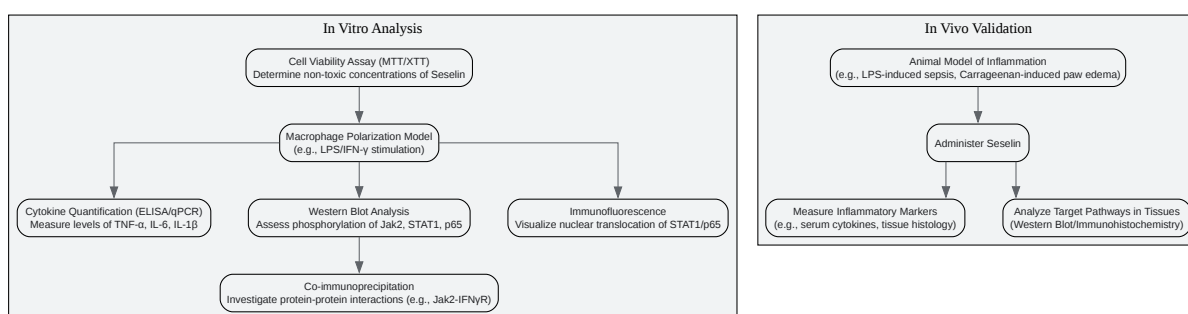 In Vitro Analysis
Cell Viability Assay (MTT/XTT)
Determine non-toxic concentrations of Seselin
Macrophage Polarization Model
(e.g., LPS/IFN-γ stimulation)
Cytokine Quantification (ELISA/qPCR)
Measure levels of TNF-α, IL-6, IL-1β
Western Blot Analysis
Assess phosphorylation of Jak2, STAT1, p65
Immunofluorescence
Visualize nuclear translocation of STAT1/p65
Co-immunoprecipitation
Investigate protein-protein interactions (e.g., Jak2-IFNγR)
In Vivo Validation
Animal Model of Inflammation
(e.g., LPS-induced sepsis, Carrageenan-induced paw edema)
Administer Seselin
Measure Inflammatory Markers
(e.g., serum cytokines, tissue histology)
Analyze Target Pathways in Tissues
(Western Blot/Immunohistochemistry)